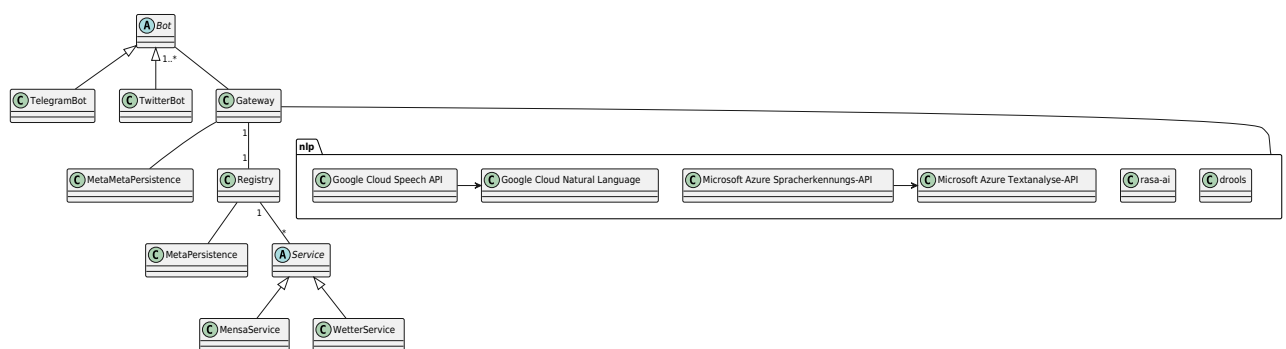 A Bot
1..*
C TelegramBot
C TwitterBot
C Gateway
1
nlp
1
C MetaMetaPersistence
C Registry
C Google Cloud Speech API
C Google Cloud Natural Language
C Microsoft Azure Spracherkennungs-API
C Microsoft Azure Textanalyse-API
C rasa-ai
C drools
1
*
C MetaPersistence
A Service
C MensaService
C WetterService